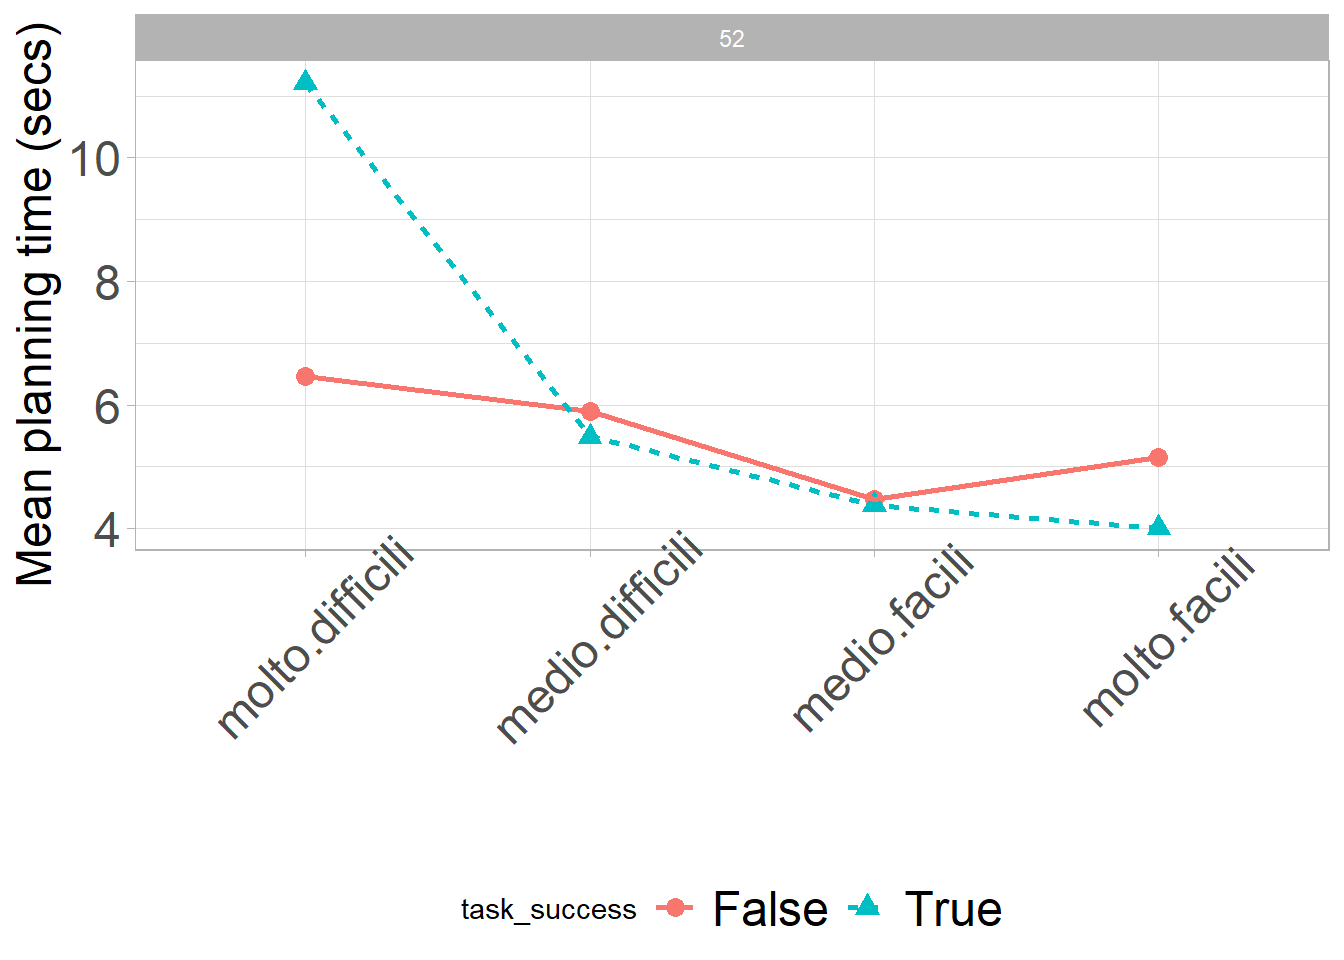 52
Mean planning time (secs)
10
8
6
4
molto.difficili
medio.difficili
medio.facili
molto.facili
task_success False True